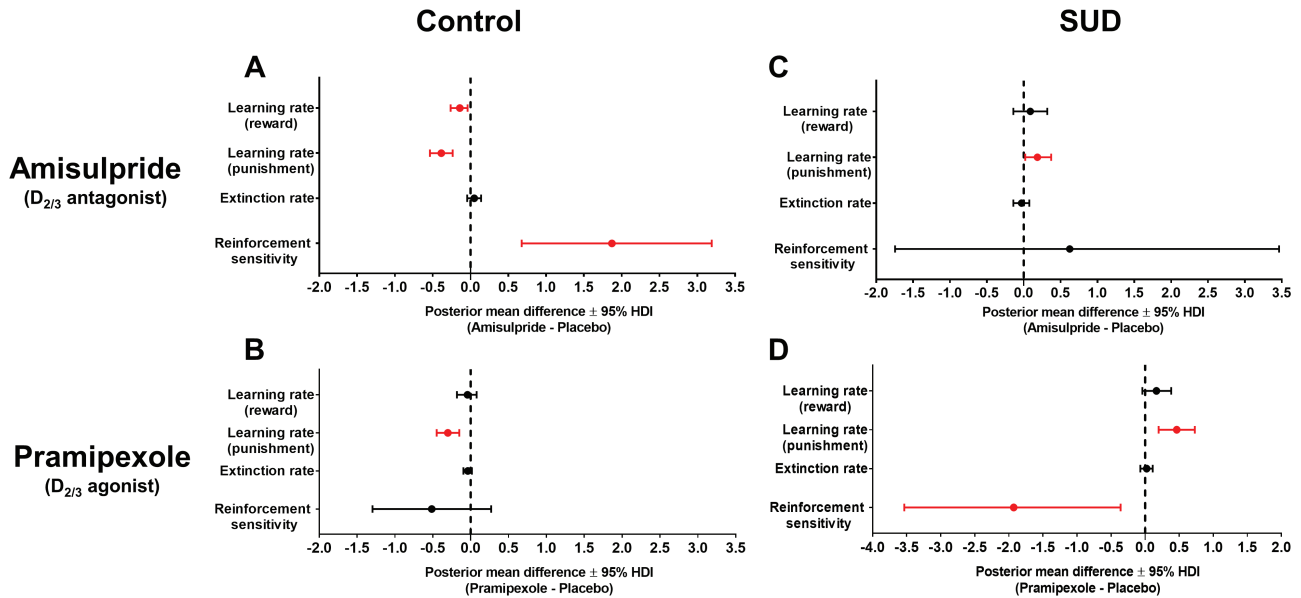 Control
SUD
Amisulpride
(D2/3 antagonist)
A
Learning rate
(reward)
Learning rate
(punishment)
Extinction rate
Reinforcement
sensitivity
-2.0 -1.5 -1.0 -0.5 0.0 0.5 1.0 1.5 2.0 2.5 3.0 3.5
Posterior mean difference ± 95% HDI
(Amisulpride - Placebo)
C
Learning rate
(reward)
Learning rate
(punishment)
Extinction rate
Reinforcement
sensitivity
-2.0 -1.5 -1.0 -0.5 0.0 0.5 1.0 1.5 2.0 2.5 3.0 3.5
Posterior mean difference ± 95% HDI
(Amisulpride - Placebo)
Pramipexole
(D2/3 agonist)
B
Learning rate
(reward)
Learning rate
(punishment)
Extinction rate
Reinforcement
sensitivity
-2.0 -1.5 -1.0 -0.5 0.0 0.5 1.0 1.5 2.0 2.5 3.0 3.5
Posterior mean difference ± 95% HDI
(Pramipexole - Placebo)
D
Learning rate
(reward)
Learning rate
(punishment)
Extinction rate
Reinforcement
sensitivity
-4.0 -3.5 -3.0 -2.5 -2.0 -1.5 -1.0 -0.5 0.0 0.5 1.0 1.5 2.0
Posterior mean difference ± 95% HDI
(Pramipexole - Placebo)